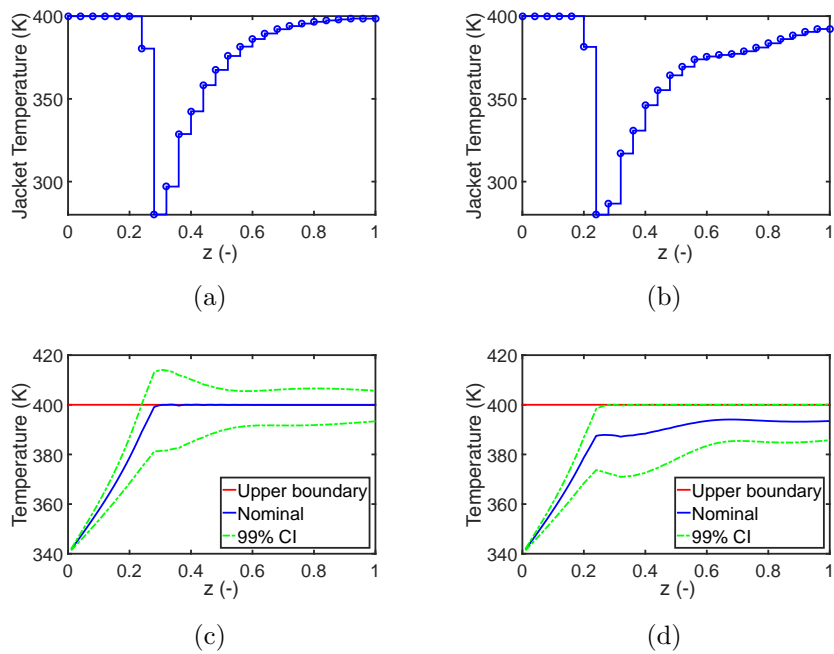 Jacket Temperature (K)
400
350
300
0 0.2 0.4 0.6 0.8 1
z (-)
(a)
Jacket Temperature (K)
400
350
300
0 0.2 0.4 0.6 0.8 1
z (-)
(b)
Temperature (K)
420
400
380
360
340
0 0.2 0.4 0.6 0.8 1
z (-)
Upper boundary
Nominal
99% CI
(c)
Temperature (K)
420
400
380
360
340
0 0.2 0.4 0.6 0.8 1
z (-)
Upper boundary
Nominal
99% CI
(d)